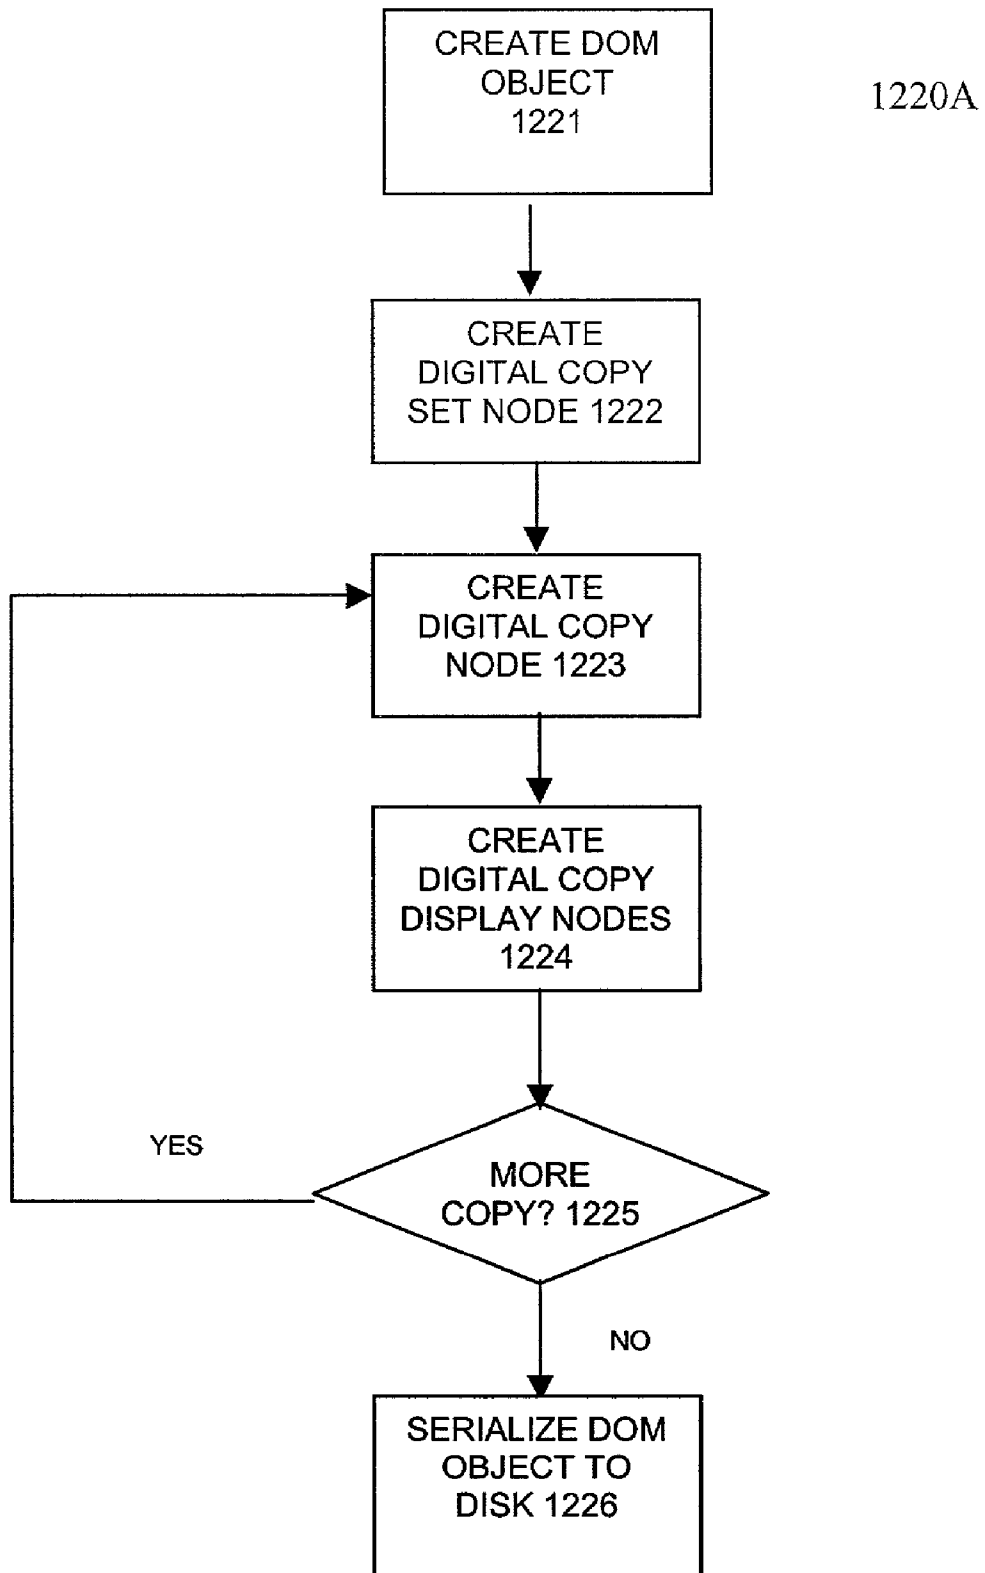 CREATE DOM
OBJECT
1221
1220A
CREATE
DIGITAL COPY
SET NODE 1222
CREATE
DIGITAL COPY
NODE 1223
CREATE
DIGITAL COPY
DISPLAY NODES
1224
YES
MORE
COPY? 1225
NO
SERIALIZE DOM
OBJECT TO
DISK 1226